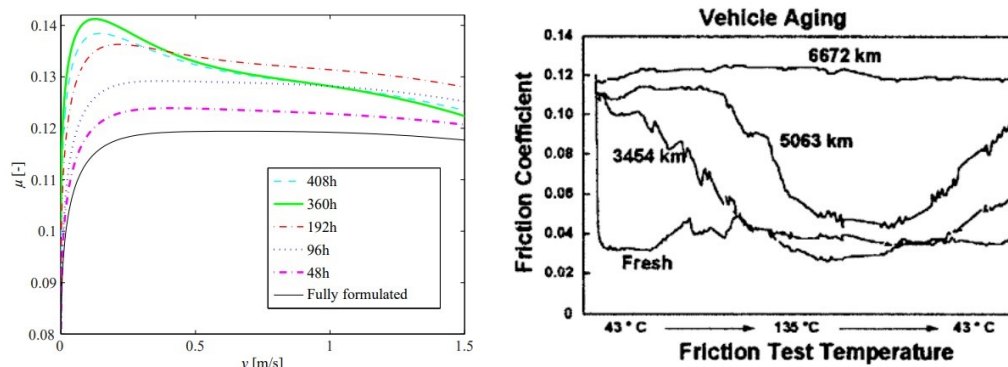 0.14
0.13
0.12
0.11
0.1
0.09
0.08
μ [-]
408h
360h
192h
96h
48h
Fully formulated
0
0.5
1
1.5
v [m/s]
Vehicle Aging
0.14
0.12
0.10
0.08
0.06
0.04
0.02
0
Friction Coefficient
6672 km
5063 km
3454 km
Fresh
43 °C
135°C
43 °C
Friction Test Temperature